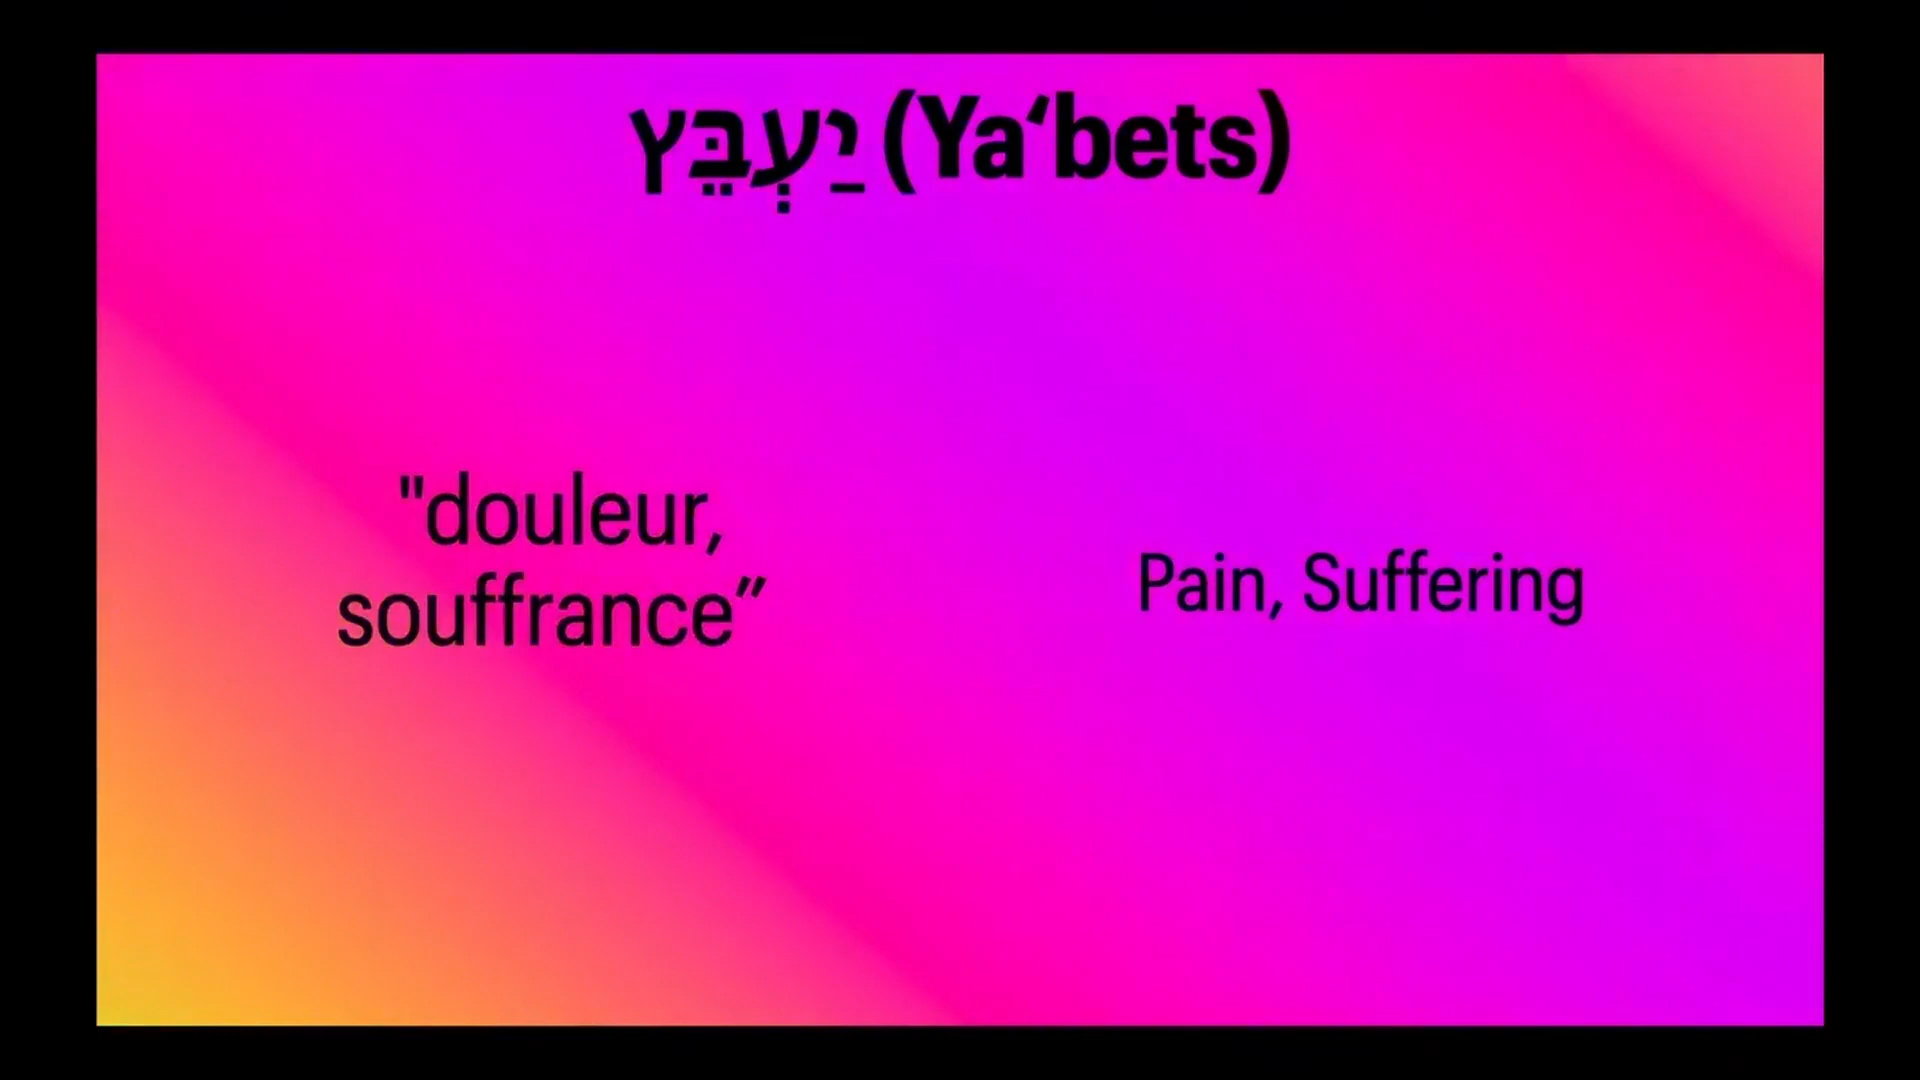 יַעְבֵּץ (Ya‘bets)
"douleur,
souffrance”
Pain, Suffering